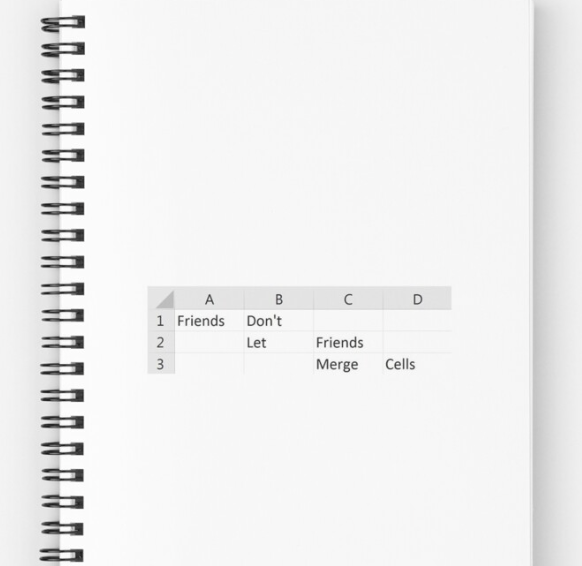 A B C D
1 Friends Don't
2 Let Friends
3 Merge Cells